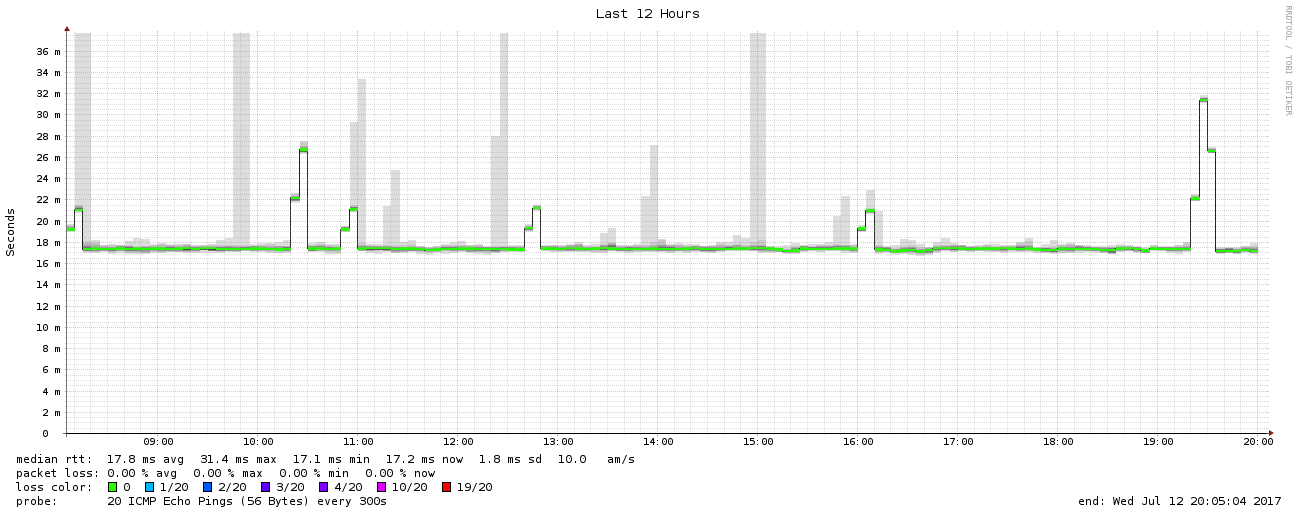 Last 12 Hours
RRDTOOL / TOBI OETIKER
Seconds
36 m
34 m
32 m
30 m
28 m
26 m
24 m
22 m
20 m
18 m
16 m
14 m
12 m
10 m
8 m
6 m
4 m
2 m
0
09:00 10:00 11:00 12:00 13:00 14:00 15:00 16:00 17:00 18:00 19:00 20:00
median rtt: 17.8 ms avg 31.4 ms max 17.1 ms min 17.2 ms now 1.8 ms sd 10.0 am/s
packet loss: 0.00 % avg 0.00 % max 0.00 % min 0.00 % now
loss color: 0 1/20 2/20 3/20 4/20 10/20 19/20
probe: 20 ICMP Echo Pings (56 Bytes) every 300s end: Wed Jul 12 20:05:04 2017